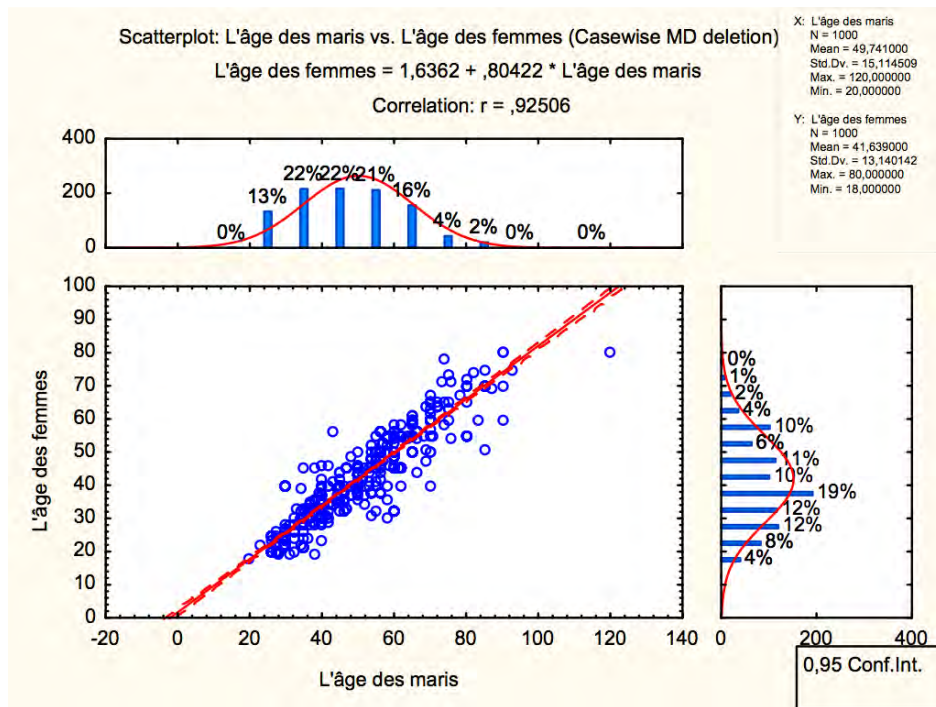 Scatterplot: L'âge des maris vs. L'âge des femmes (Casewise MD deletion)
L'âge des femmes = 1,6362 + ,80422 * L'âge des maris
Correlation: r = ,92506
X: L'âge des maris
N = 1000
Mean = 49,741000
Std.Dv. = 15,114509
Max. = 120,000000
Min. = 20,000000
Y: L'âge des femmes
N = 1000
Mean = 41,639000
Std.Dv. = 13,140142
Max. = 80,000000
Min. = 18,000000
400
200
0
0% 13% 22% 22% 21% 16% 4% 2% 0% 0%
100
90
80
70
60
50
40
30
20
10
0
L'âge des femmes
-20 0 20 40 60 80 100 120 140
L'âge des maris
0%
1%
2%
4%
10%
6%
11%
10%
19%
12%
12%
8%
4%
0 200 400
0,95 Conf.Int.